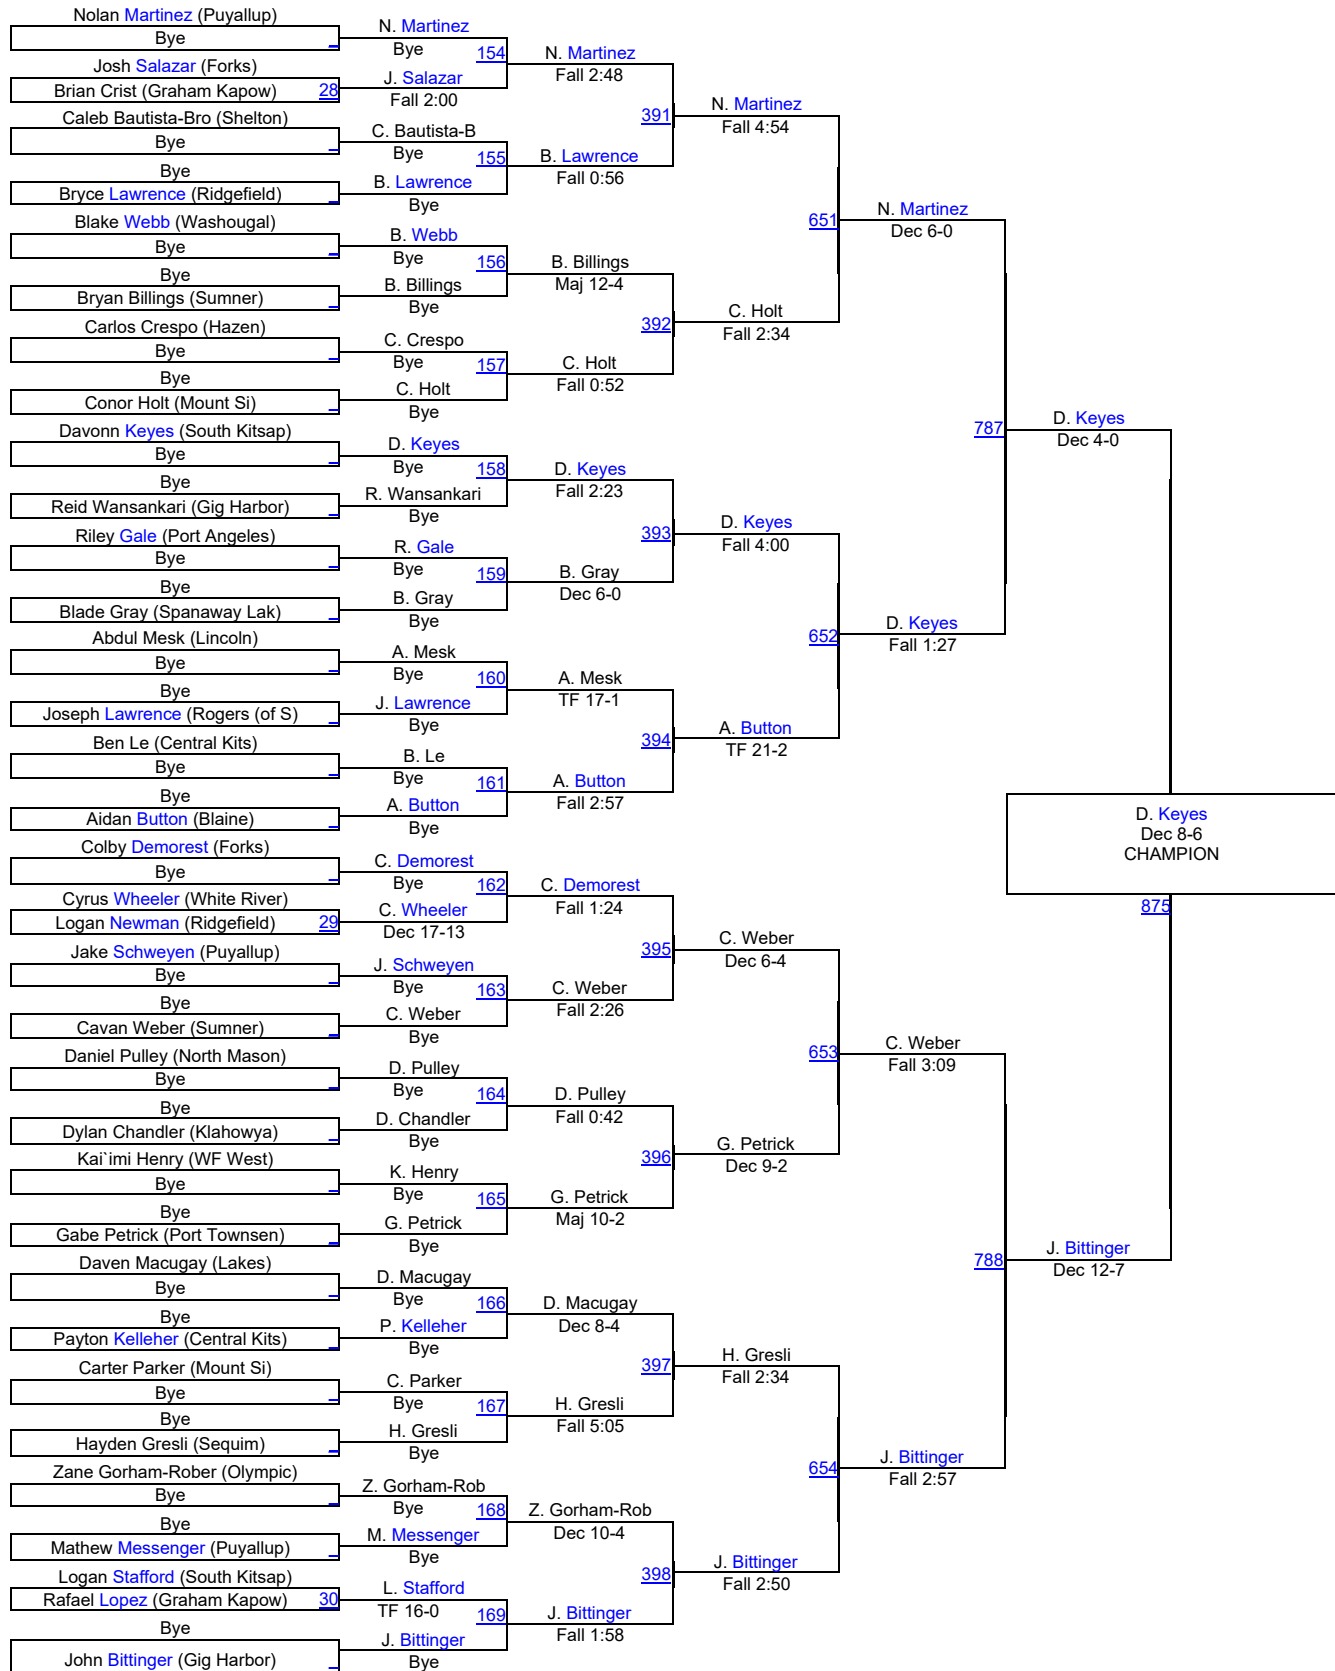 Nolan Martinez (Puyallup)
Bye
Josh Salazar (Forks)
Brian Crist (Graham Kapow) 28
Caleb Bautista-Bro (Shelton)
Bye
Bye
Bryce Lawrence (Ridgefield)
Blake Webb (Washougal)
Bye
Bye
Bryan Billings (Sumner)
Carlos Crespo (Hazen)
Bye
Bye
Conor Holt (Mount Si)
Davonn Keyes (South Kitsap)
Bye
Bye
Reid Wansankari (Gig Harbor)
Riley Gale (Port Angeles)
Bye
Bye
Blade Gray (Spanaway Lak)
Abdul Mesk (Lincoln)
Bye
Bye
Joseph Lawrence (Rogers (of S)
Ben Le (Central Kits)
Bye
Bye
Aidan Button (Blaine)
Colby Demorest (Forks)
Bye
Cyrus Wheeler (White River)
Logan Newman (Ridgefield) 29
Jake Schweyen (Puyallup)
Bye
Bye
Cavan Weber (Sumner)
Daniel Pulley (North Mason)
Bye
Bye
Dylan Chandler (Klahowya)
Kai`imi Henry (WF West)
Bye
Bye
Gabe Petrick (Port Townsen)
Daven Macugay (Lakes)
Bye
Bye
Payton Kelleher (Central Kits)
Carter Parker (Mount Si)
Bye
Bye
Hayden Gresli (Sequim)
Zane Gorham-Rober (Olympic)
Bye
Bye
Mathew Messenger (Puyallup)
Logan Stafford (South Kitsap)
Rafael Lopez (Graham Kapow) 30
Bye
John Bittinger (Gig Harbor)
N. Martinez
Bye 154
J. Salazar
Fall 2:00
C. Bautista-B
Bye 155
B. Lawrence
Bye
B. Webb
Bye 156
B. Billings
Bye
C. Crespo
Bye 157
C. Holt
Bye
D. Keyes
Bye 158
R. Wansankari
Bye
R. Gale
Bye 159
B. Gray
Bye
A. Mesk
Bye 160
J. Lawrence
Bye
B. Le
Bye 161
A. Button
Bye
C. Demorest
Bye 162
C. Wheeler
Dec 17-13
J. Schweyen
Bye 163
C. Weber
Bye
D. Pulley
Bye 164
D. Chandler
Bye
K. Henry
Bye 165
G. Petrick
Bye
D. Macugay
Bye 166
P. Kelleher
Bye
C. Parker
Bye 167
H. Gresli
Bye
Z. Gorham-Rob
Bye 168
M. Messenger
Bye
L. Stafford
TF 16-0 169
J. Bittinger
Bye
N. Martinez
Fall 2:48
391
B. Lawrence
Fall 0:56
B. Billings
Maj 12-4
392
C. Holt
Fall 0:52
D. Keyes
Fall 2:23
393
B. Gray
Dec 6-0
A. Mesk
TF 17-1
394
A. Button
Fall 2:57
C. Demorest
Fall 1:24
395
C. Weber
Fall 2:26
D. Pulley
Fall 0:42
396
G. Petrick
Maj 10-2
D. Macugay
Dec 8-4
397
H. Gresli
Fall 5:05
Z. Gorham-Rob
Dec 10-4
398
J. Bittinger
Fall 1:58
N. Martinez
Fall 4:54
651
C. Holt
Fall 2:34
D. Keyes
Fall 4:00
652
A. Button
TF 21-2
C. Weber
Dec 6-4
653
G. Petrick
Dec 9-2
H. Gresli
Fall 2:34
654
J. Bittinger
Fall 2:50
N. Martinez
Dec 6-0
787
D. Keyes
Fall 1:27
C. Weber
Fall 3:09
788
J. Bittinger
Fall 2:57
D. Keyes
Dec 4-0
J. Bittinger
Dec 12-7
D. Keyes
Dec 8-6
CHAMPION
875